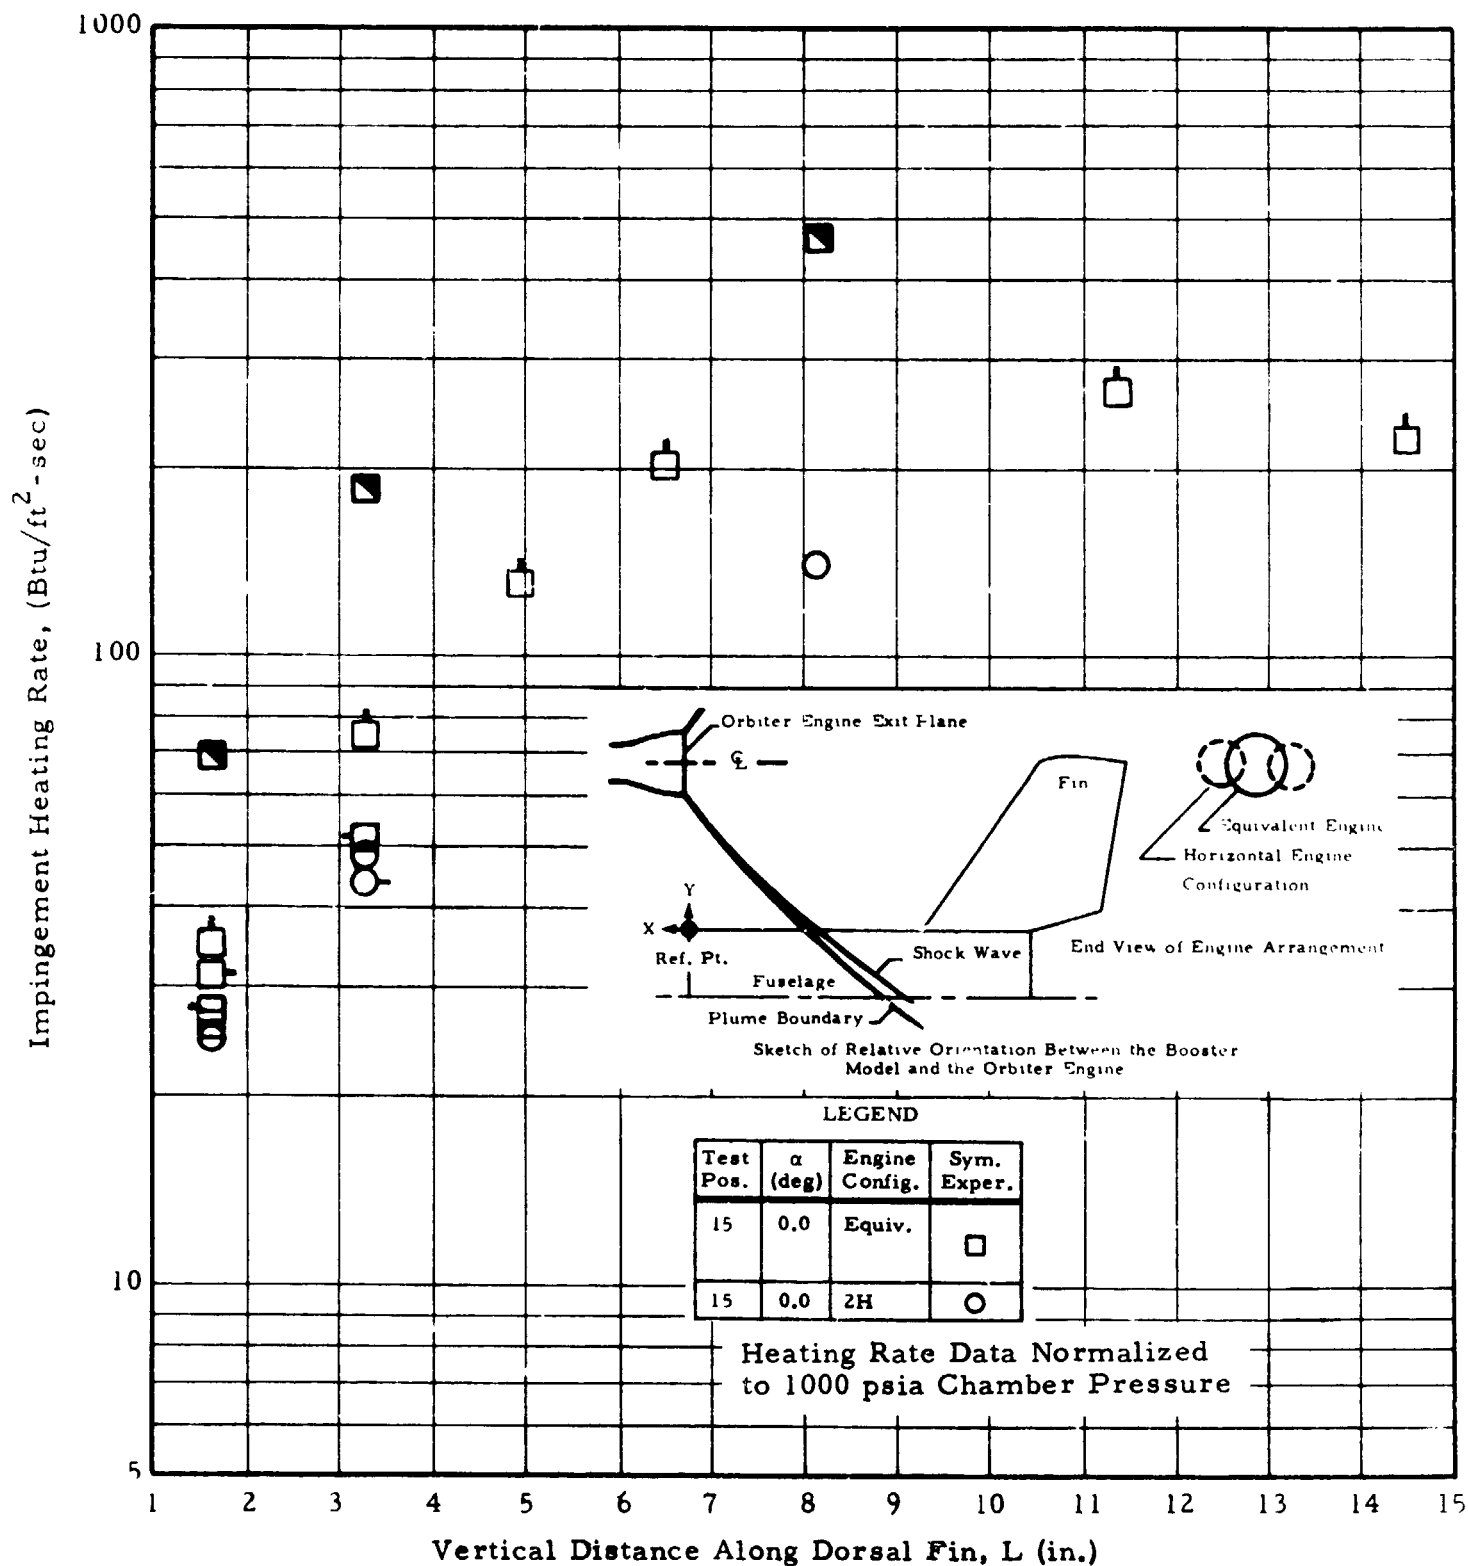 1000
100
10
5
Impingement Heating Rate, (Btu/ft²-sec)
Orbiter Engine Exit Plane
℄
Fin
Equivalent Engine
Horizontal Engine
Configuration
Y
X
Ref. Pt.
Shock Wave
End View of Engine Arrangement
Fuselage
Plume Boundary
Sketch of Relative Orientation Between the Booster
Model and the Orbiter Engine
LEGEND
Test Pos. α (deg) Engine Config. Sym. Exper.
15 0.0 Equiv.
15 0.0 2H
Heating Rate Data Normalized
to 1000 psia Chamber Pressure
1 2 3 4 5 6 7 8 9 10 11 12 13 14 15
Vertical Distance Along Dorsal Fin, L (in.)